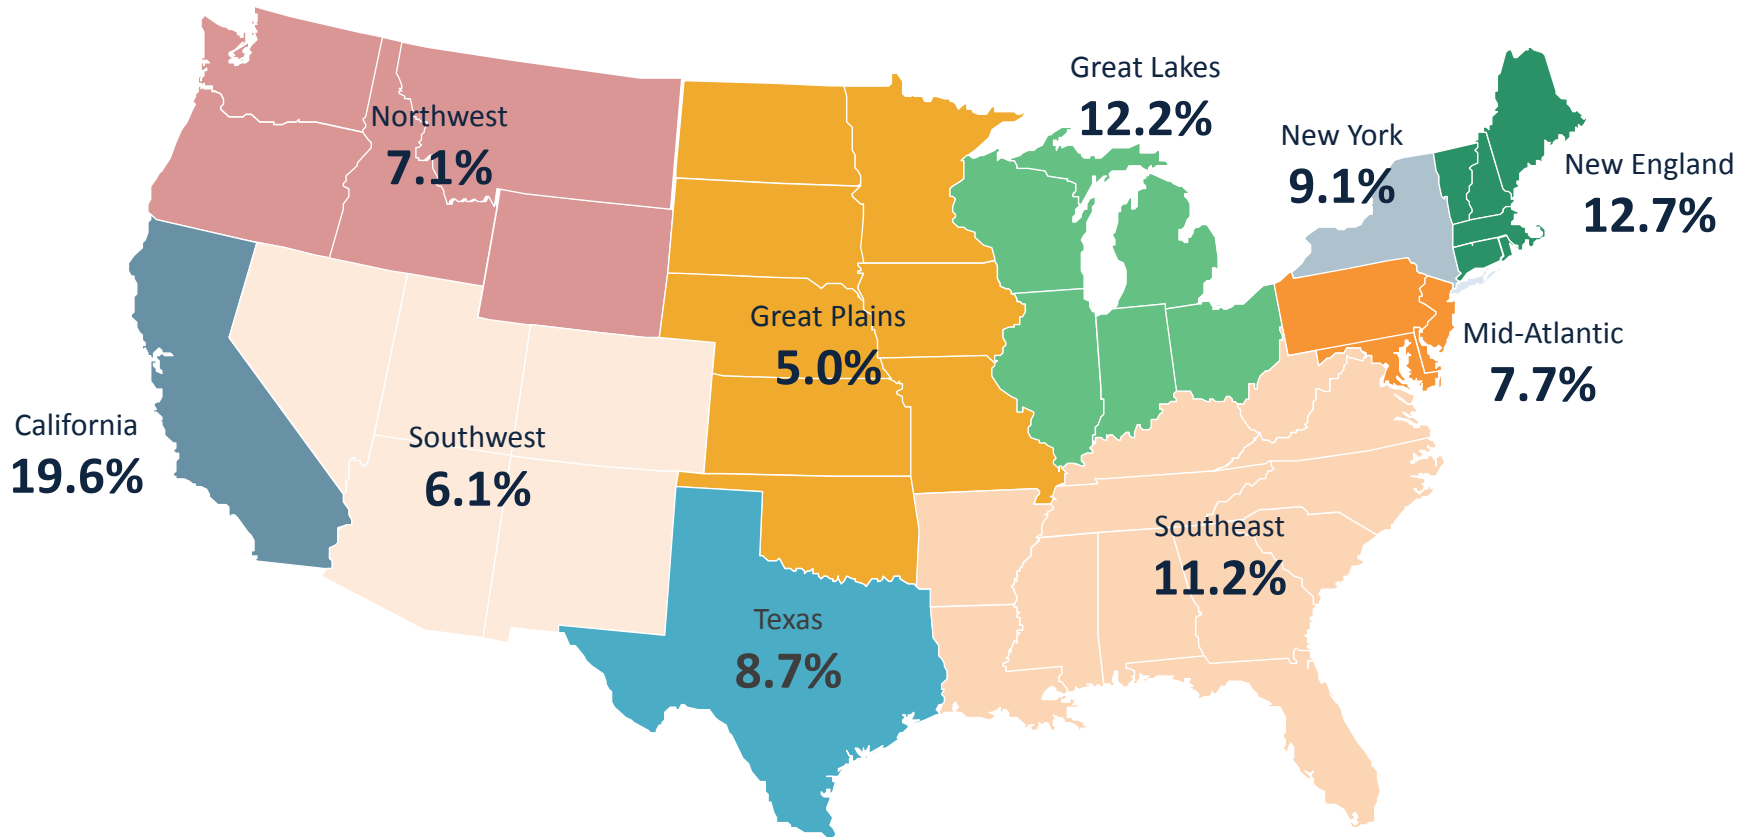 Great Lakes
12.2%
Northwest
7.1%
New York
9.1%
New England
12.7%
Great Plains
5.0%
Mid-Atlantic
7.7%
California
19.6%
Southwest
6.1%
Southeast
11.2%
Texas
8.7%